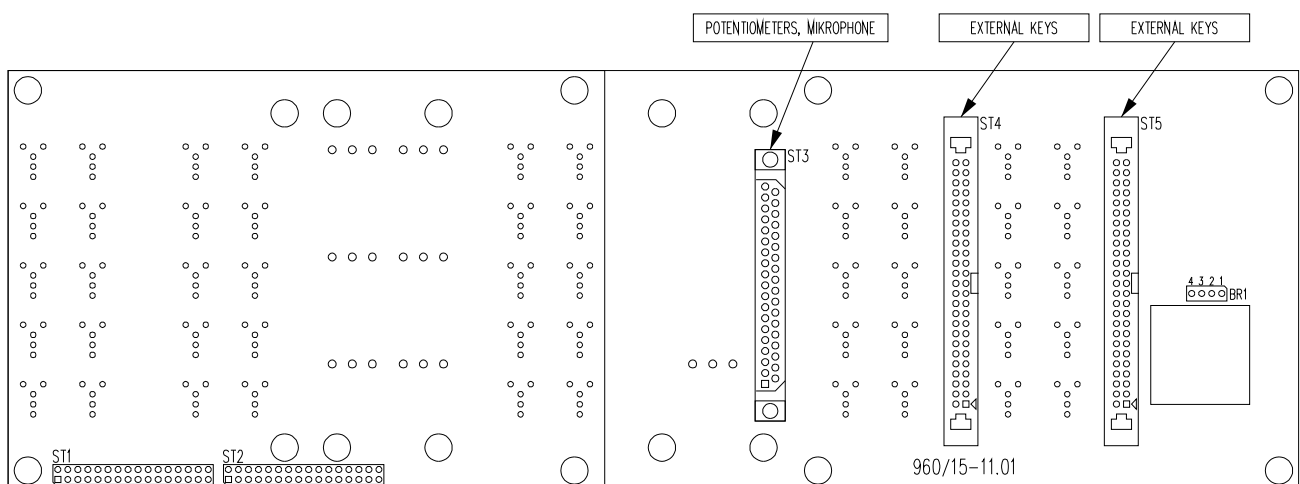 POTENTIOMETERS, MIKROPHONE
EXTERNAL KEYS
EXTERNAL KEYS
ST4
ST5
ST3
4 3 2 1
BR1
ST1
ST2
960/15-11.01